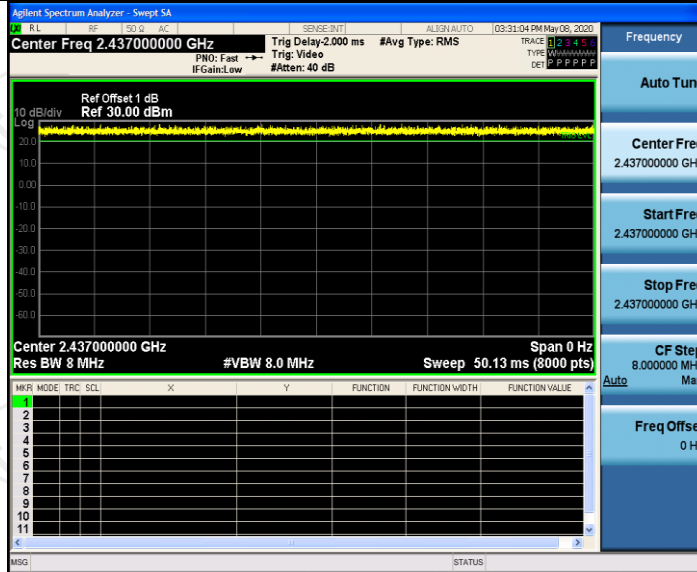 Agilent Spectrum Analyzer - Swept SA
RL RF 50 Ω AC SENSE:INT ALIGN AUTO 03:31:04 PM May 08, 2020
Center Freq 2.437000000 GHz
PNO: Fast
IFGain:Low
Trig Delay-2.000 ms
Trig: Video
#Atten: 40 dB
#Avg Type: RMS
TRACE 1 2 3 4 5 6
TYPE
DET P P P P P P
Frequency
Auto Tun
Center Fre
2.437000000 GH
Start Fre
2.437000000 GH
Stop Fre
2.437000000 GH
CF Ste
8.000000 MH
Auto Ma
Freq Offse
0 H
Ref Offset 1 dB
10 dB/div Ref 30.00 dBm
Log
20.0
10.0
0.00
-10.0
-20.0
-30.0
-40.0
-50.0
-60.0
Center 2.437000000 GHz Span 0 Hz
Res BW 8 MHz #VBW 8.0 MHz Sweep 50.13 ms (8000 pts)
MKR MODE TRC SCL X Y FUNCTION FUNCTION WIDTH FUNCTION VALUE
1
2
3
4
5
6
7
8
9
10
11
MSG STATUS